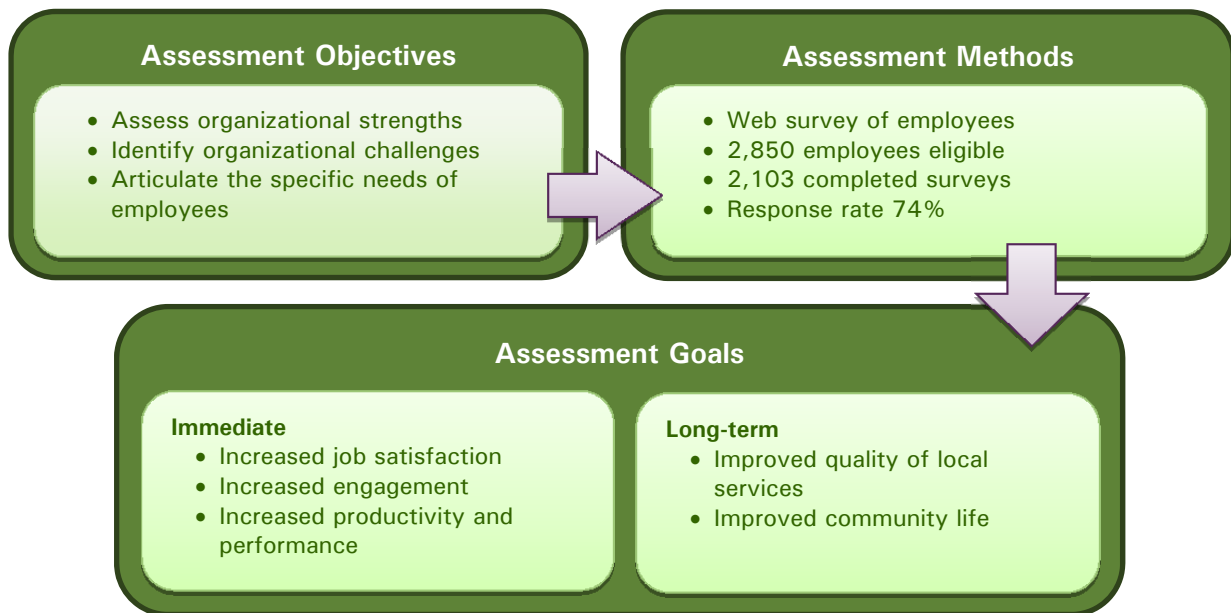 Assessment Objectives
• Assess organizational strengths
• Identify organizational challenges
• Articulate the specific needs of
employees
Assessment Methods
• Web survey of employees
• 2,850 employees eligible
• 2,103 completed surveys
• Response rate 74%
Assessment Goals
Immediate
• Increased job satisfaction
• Increased engagement
• Increased productivity and
performance
Long-term
• Improved quality of local
services
• Improved community life